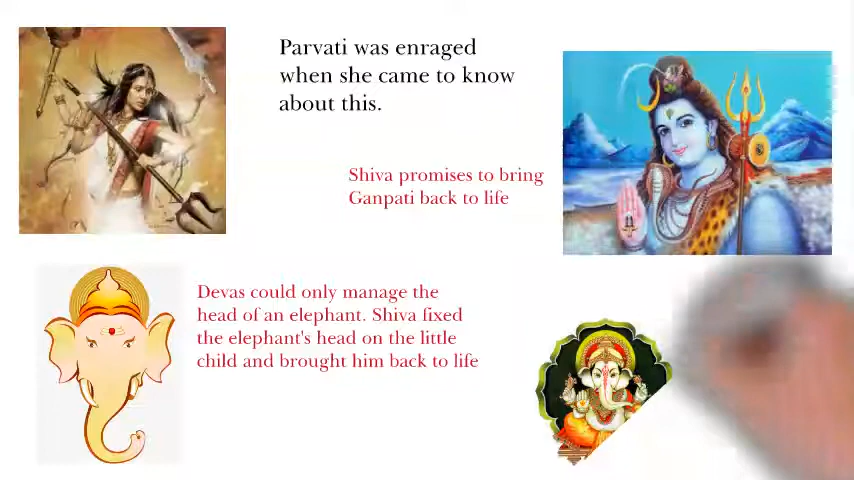 Parvati was enraged
when she came to know
about this.
Shiva promises to bring
Ganpati back to life
Devas could only manage the
head of an elephant. Shiva fixed
the elephant's head on the little
child and brought him back to life